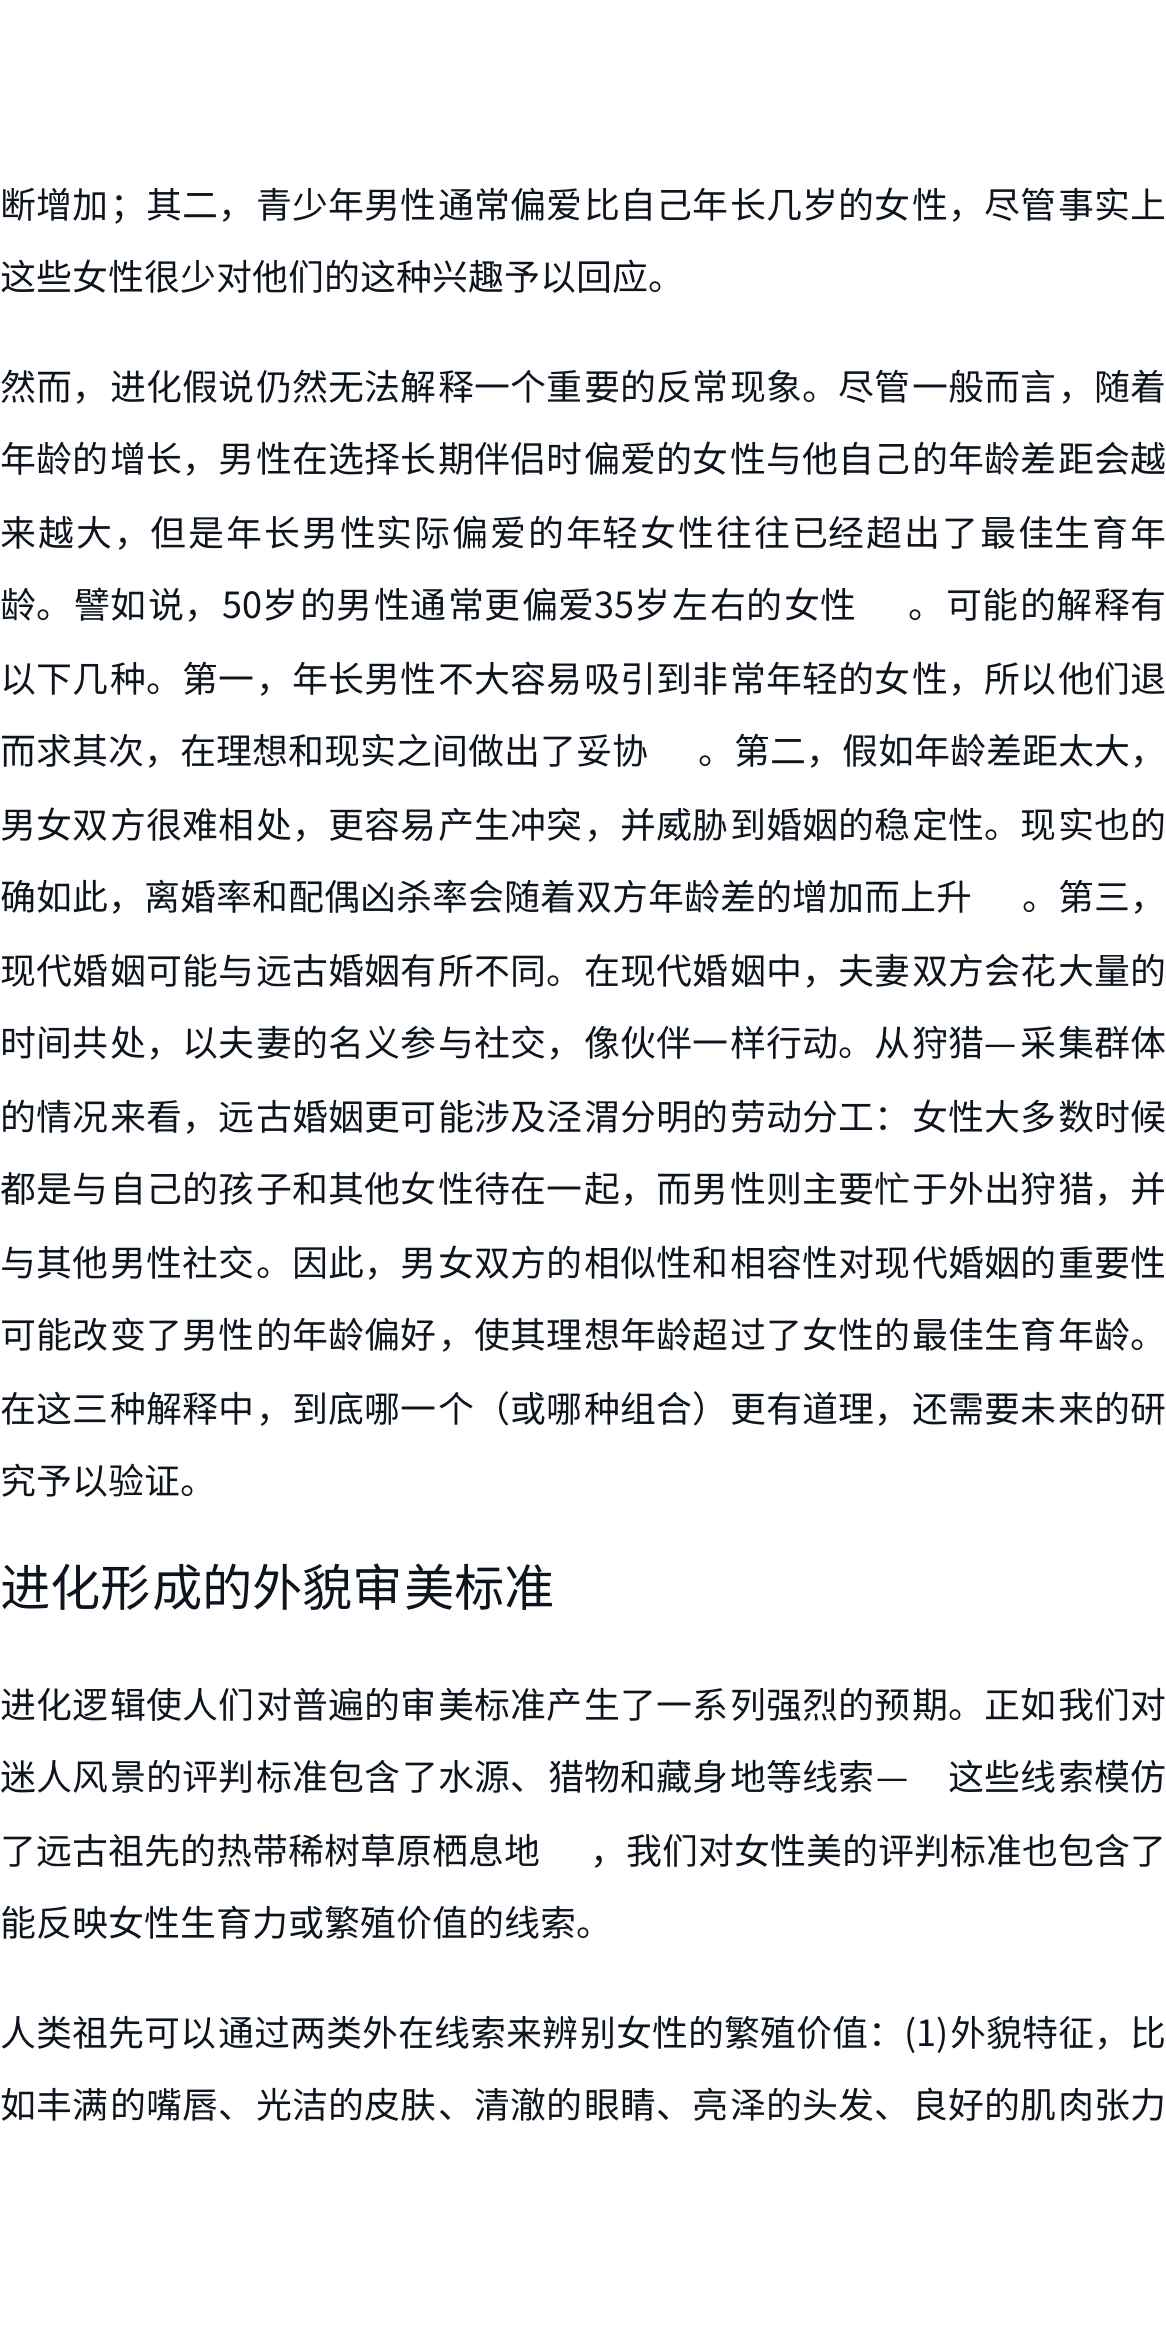 断增加；其二，青少年男性通常偏爱比自己年长几岁的女性，尽管事实上
这些女性很少对他们的这种兴趣予以回应。
然而，进化假说仍然无法解释一个重要的反常现象。尽管一般而言，随着
年龄的增长，男性在选择长期伴侣时偏爱的女性与他自己的年龄差距会越
来越大，但是年长男性实际偏爱的年轻女性往往已经超出了最佳生育年
龄。譬如说，50岁的男性通常更偏爱35岁左右的女性 。可能的解释有
以下几种。第一，年长男性不大容易吸引到非常年轻的女性，所以他们退
而求其次，在理想和现实之间做出了妥协 。第二，假如年龄差距太大，
男女双方很难相处，更容易产生冲突，并威胁到婚姻的稳定性。现实也的
确如此，离婚率和配偶凶杀率会随着双方年龄差的增加而上升 。第三，
现代婚姻可能与远古婚姻有所不同。在现代婚姻中，夫妻双方会花大量的
时间共处，以夫妻的名义参与社交，像伙伴一样行动。从狩猎—采集群体
的情况来看，远古婚姻更可能涉及泾渭分明的劳动分工：女性大多数时候
都是与自己的孩子和其他女性待在一起，而男性则主要忙于外出狩猎，并
与其他男性社交。因此，男女双方的相似性和相容性对现代婚姻的重要性
可能改变了男性的年龄偏好，使其理想年龄超过了女性的最佳生育年龄。
在这三种解释中，到底哪一个（或哪种组合）更有道理，还需要未来的研
究予以验证。
进化形成的外貌审美标准
进化逻辑使人们对普遍的审美标准产生了一系列强烈的预期。正如我们对
迷人风景的评判标准包含了水源、猎物和藏身地等线索— 这些线索模仿
了远古祖先的热带稀树草原栖息地 ，我们对女性美的评判标准也包含了
能反映女性生育力或繁殖价值的线索。
人类祖先可以通过两类外在线索来辨别女性的繁殖价值：(1)外貌特征，比
如丰满的嘴唇、光洁的皮肤、清澈的眼睛、亮泽的头发、良好的肌肉张力